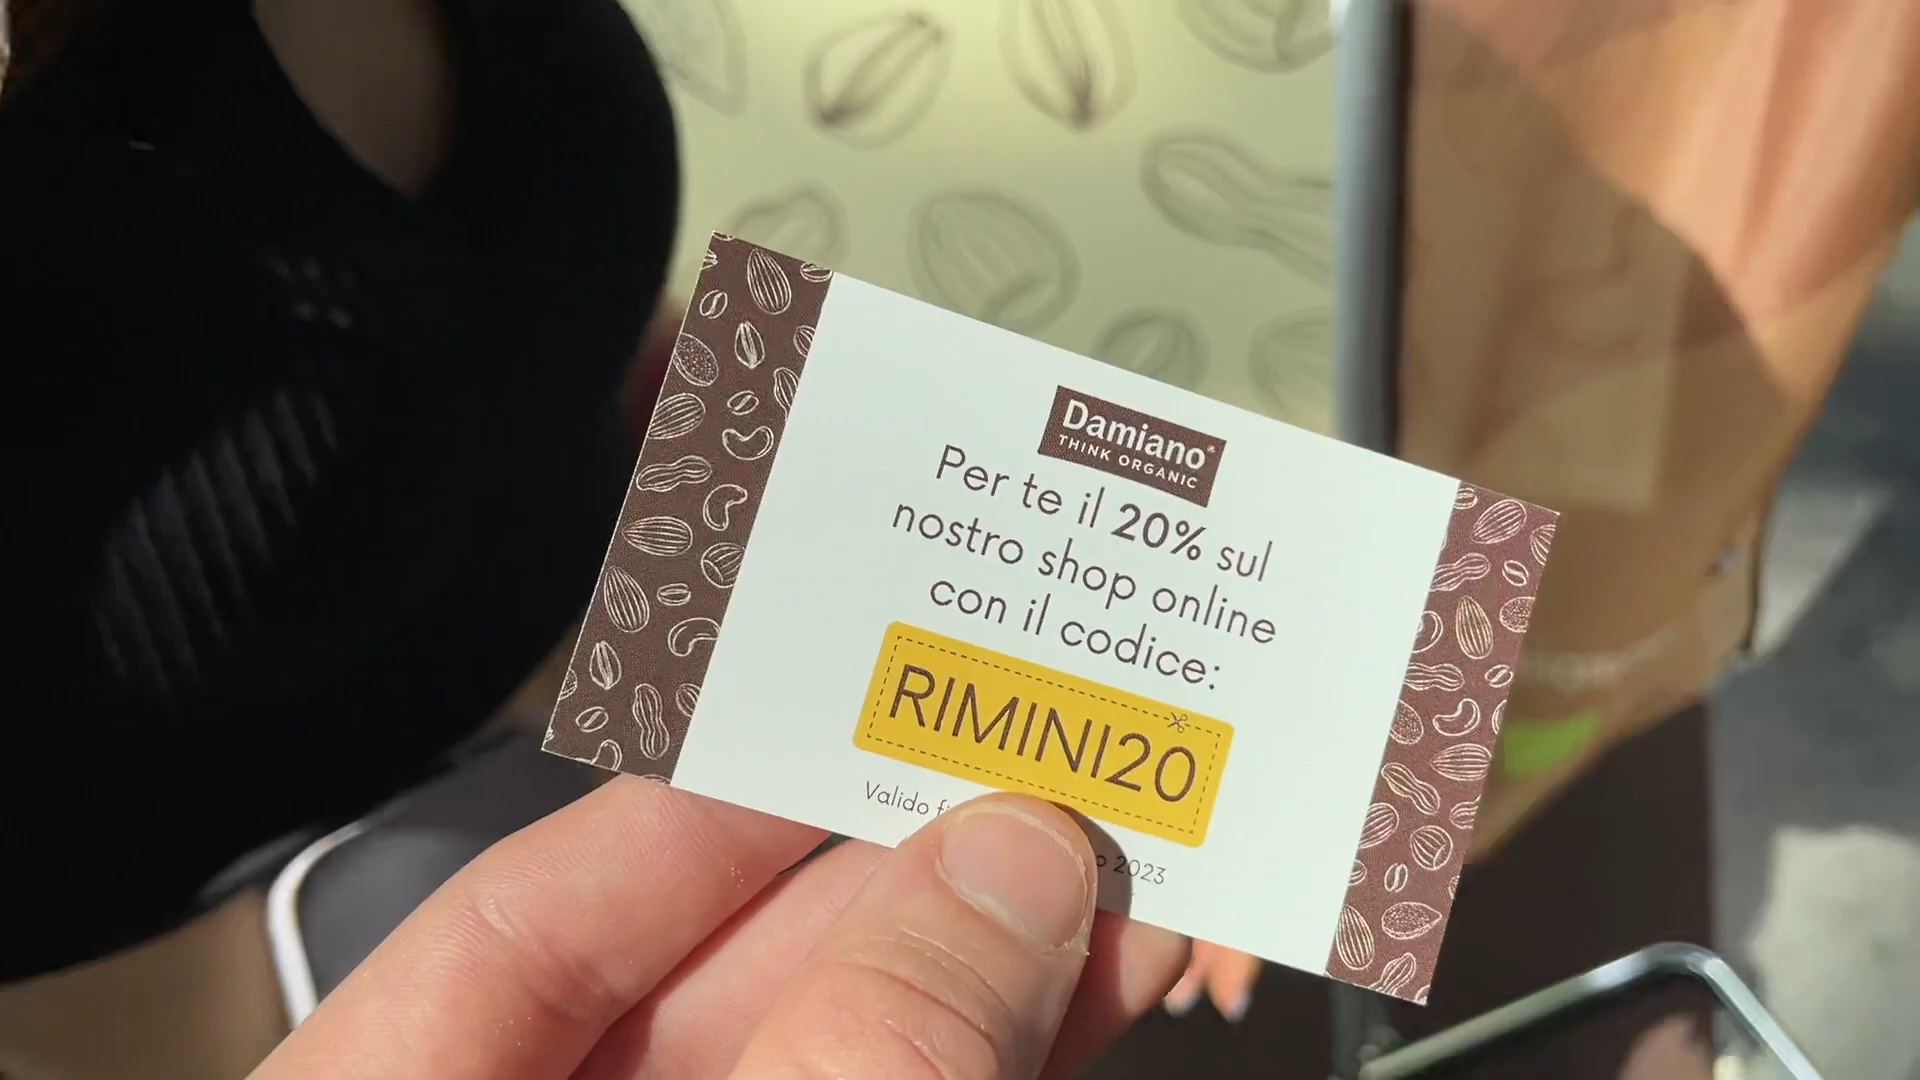 Damiano
THINK ORGANIC
Per te il 20% sul
nostro shop online
con il codice:
RIMINI20
Valido
2023